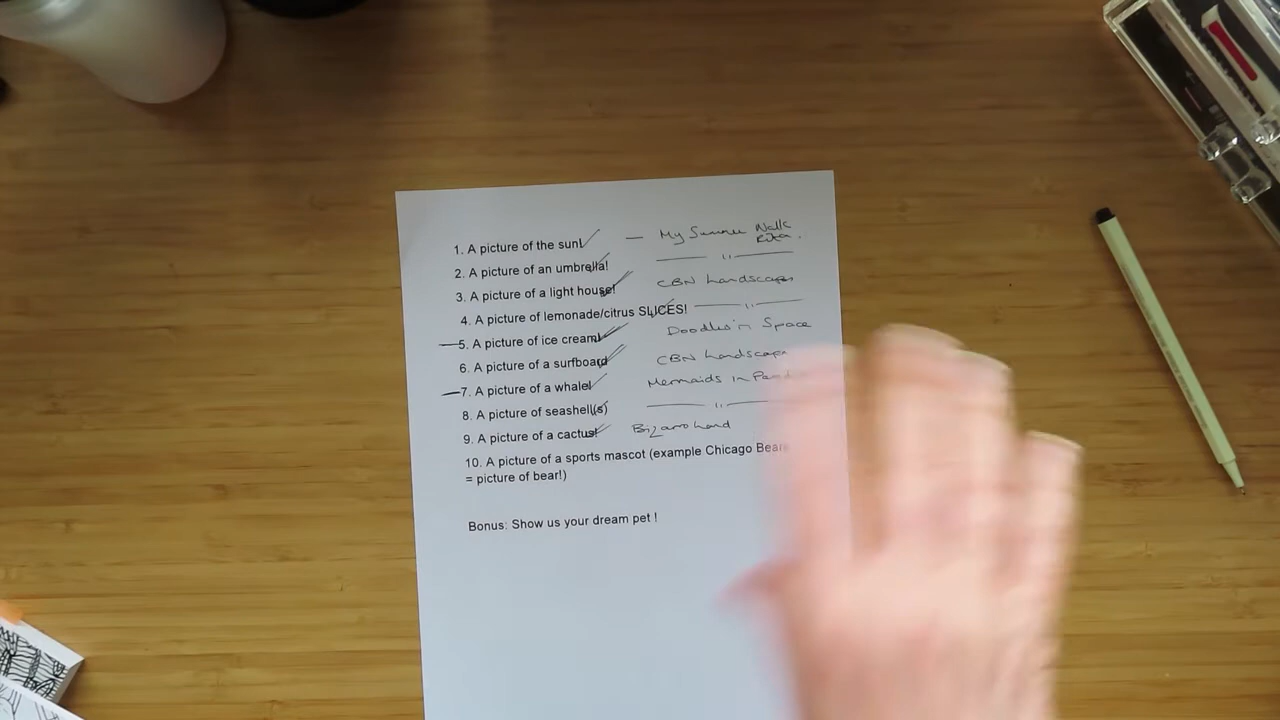 1. A picture of the sun! — My Summer Walk
2. A picture of an umbrella! — " —
3. A picture of a light house! CBN Landscapes
4. A picture of lemonade/citrus SLICES! — " —
5. A picture of ice cream! Doodles in Space
6. A picture of a surfboard CBN Landscapes
7. A picture of a whale! Mermaids in
8. A picture of seashell(s) — " —
9. A picture of a cactus! Bizarro Land
10. A picture of a sports mascot (example Chicago Bears
= picture of bear!)
Bonus: Show us your dream pet !